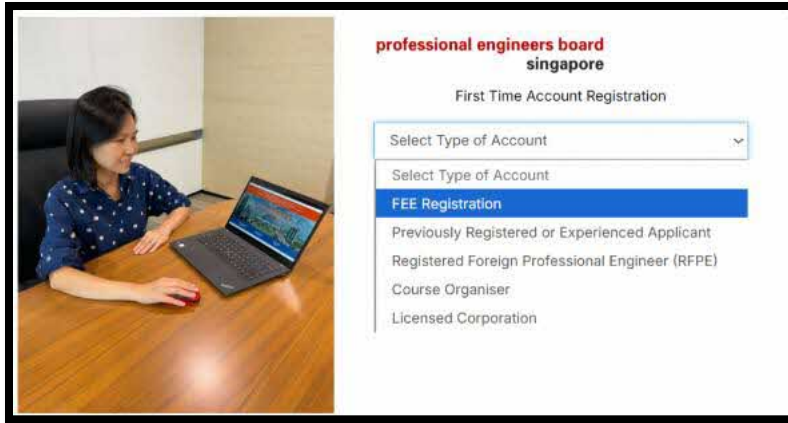 professional engineers board
singapore
First Time Account Registration
Select Type of Account
Select Type of Account
FEE Registration
Previously Registered or Experienced Applicant
Registered Foreign Professional Engineer (RFPE)
Course Organiser
Licensed Corporation